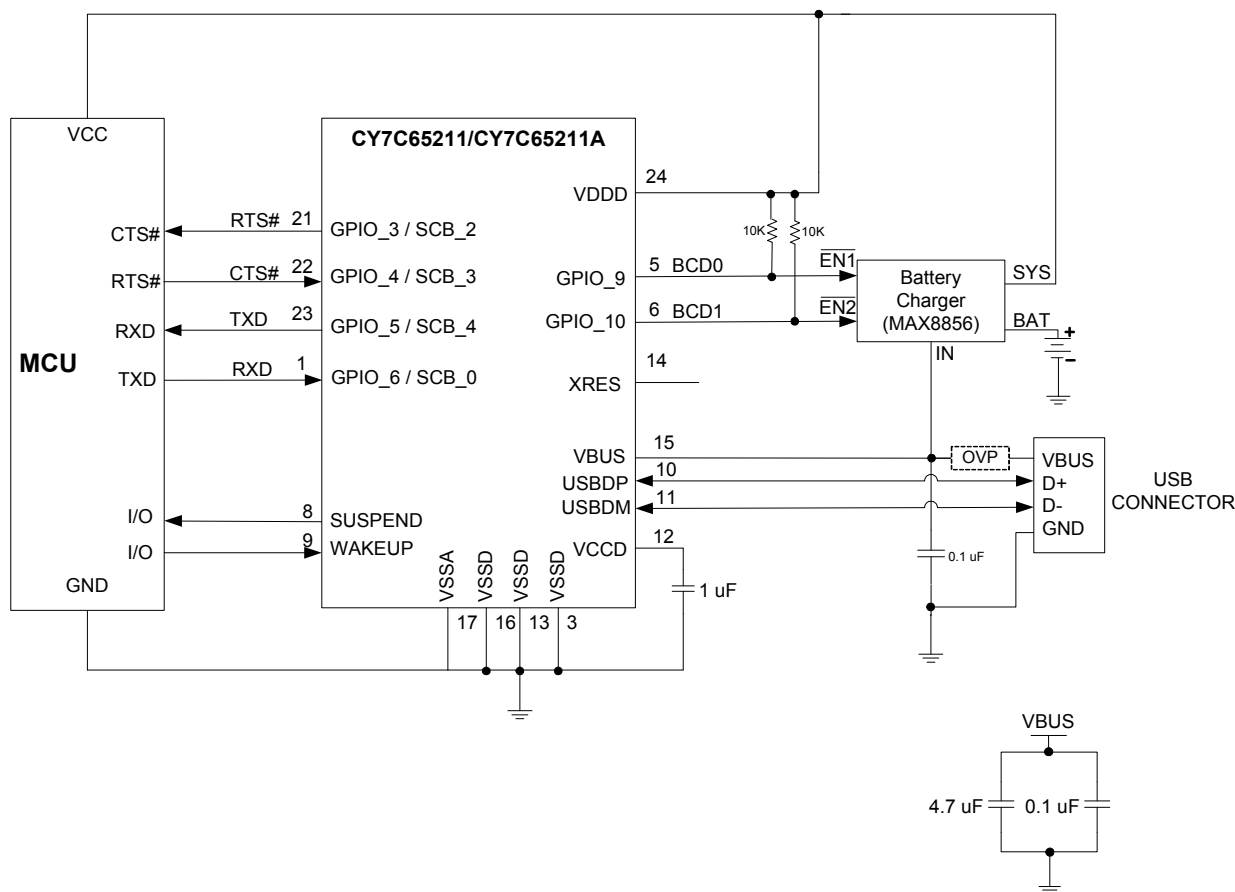 VCC
MCU
CTS#
RTS#
RXD
TXD
I/O
I/O
GND
RTS# 21
CTS# 22
TXD 23
RXD 1
8
9
CY7C65211/CY7C65211A
GPIO_3 / SCB_2
GPIO_4 / SCB_3
GPIO_5 / SCB_4
GPIO_6 / SCB_0
SUSPEND
WAKEUP
VDDD
GPIO_9
GPIO_10
XRES
VBUS
USBDP
USBDM
VCCD
VSSA
VSSD
VSSD
VSSD
17
16
13
3
24
5 BCD0
6 BCD1
14
15
10
11
12
1 uF
10K
10K
EN1
EN2
Battery
Charger
(MAX8856)
SYS
BAT
+
-
IN
OVP
VBUS
D+
D-
GND
USB
CONNECTOR
0.1 uF
VBUS
4.7 uF
0.1 uF